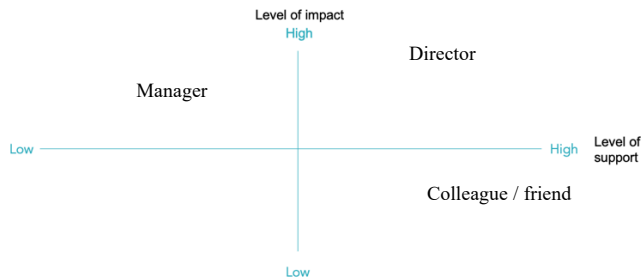 Level of impact
High
Director
Manager
Low
High
Level of
support
Colleague / friend
Low